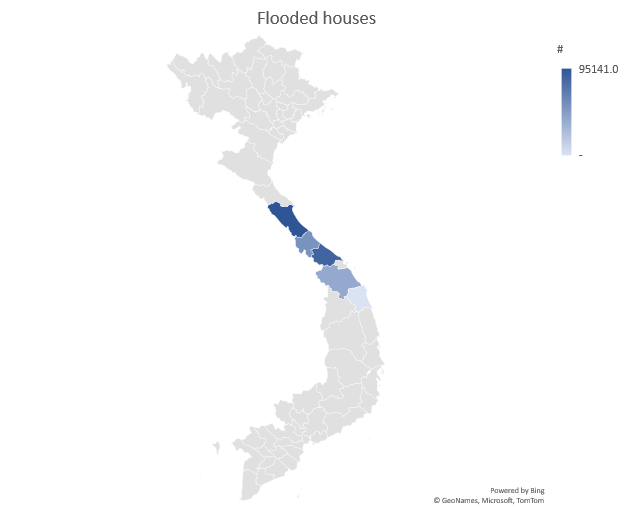 Flooded houses
#
95141.0
-
Powered by Bing
© GeoNames, Microsoft, TomTom